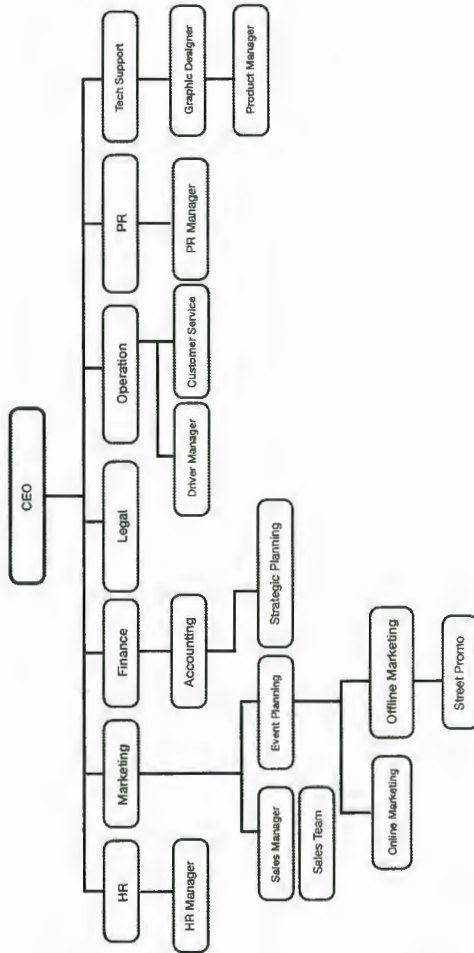 CEO
HR
Marketing
Finance
Legal
Operation
PR
Tech Support
HR Manager
Accounting
Driver Manager
Customer Service
PR Manager
Graphic Designer
Sales Manager
Event Planning
Strategic Planning
Product Manager
Sales Team
Online Marketing
Offline Marketing
Street Promo